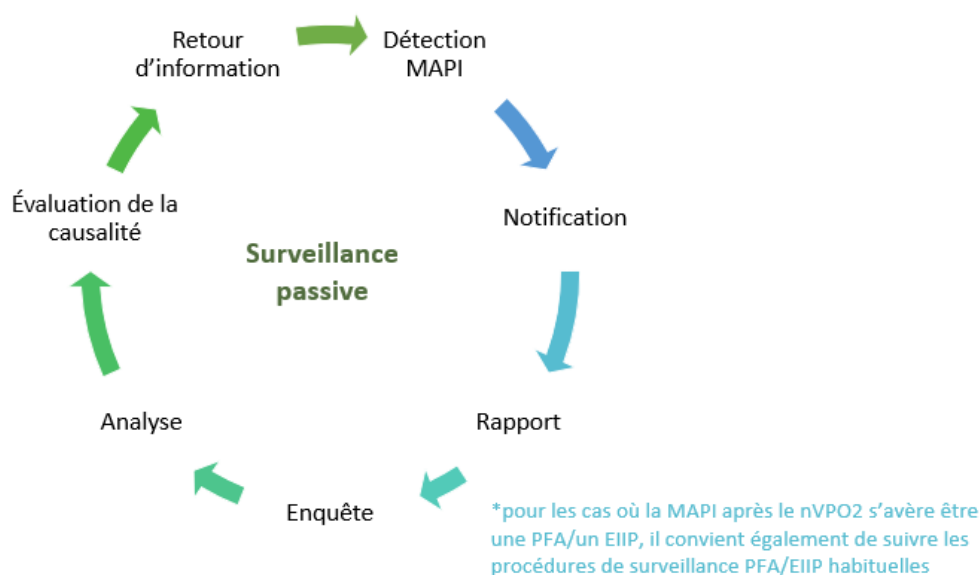 Retour
d'information
Détection
MAPI
Notification
Rapport
Enquête
Analyse
Évaluation de la
causalité
Surveillance
passive
*pour les cas où la MAPI après le nVPO2 s'avère être
une PFA/un EIIP, il convient également de suivre les
procédures de surveillance PFA/EIIP habituelles